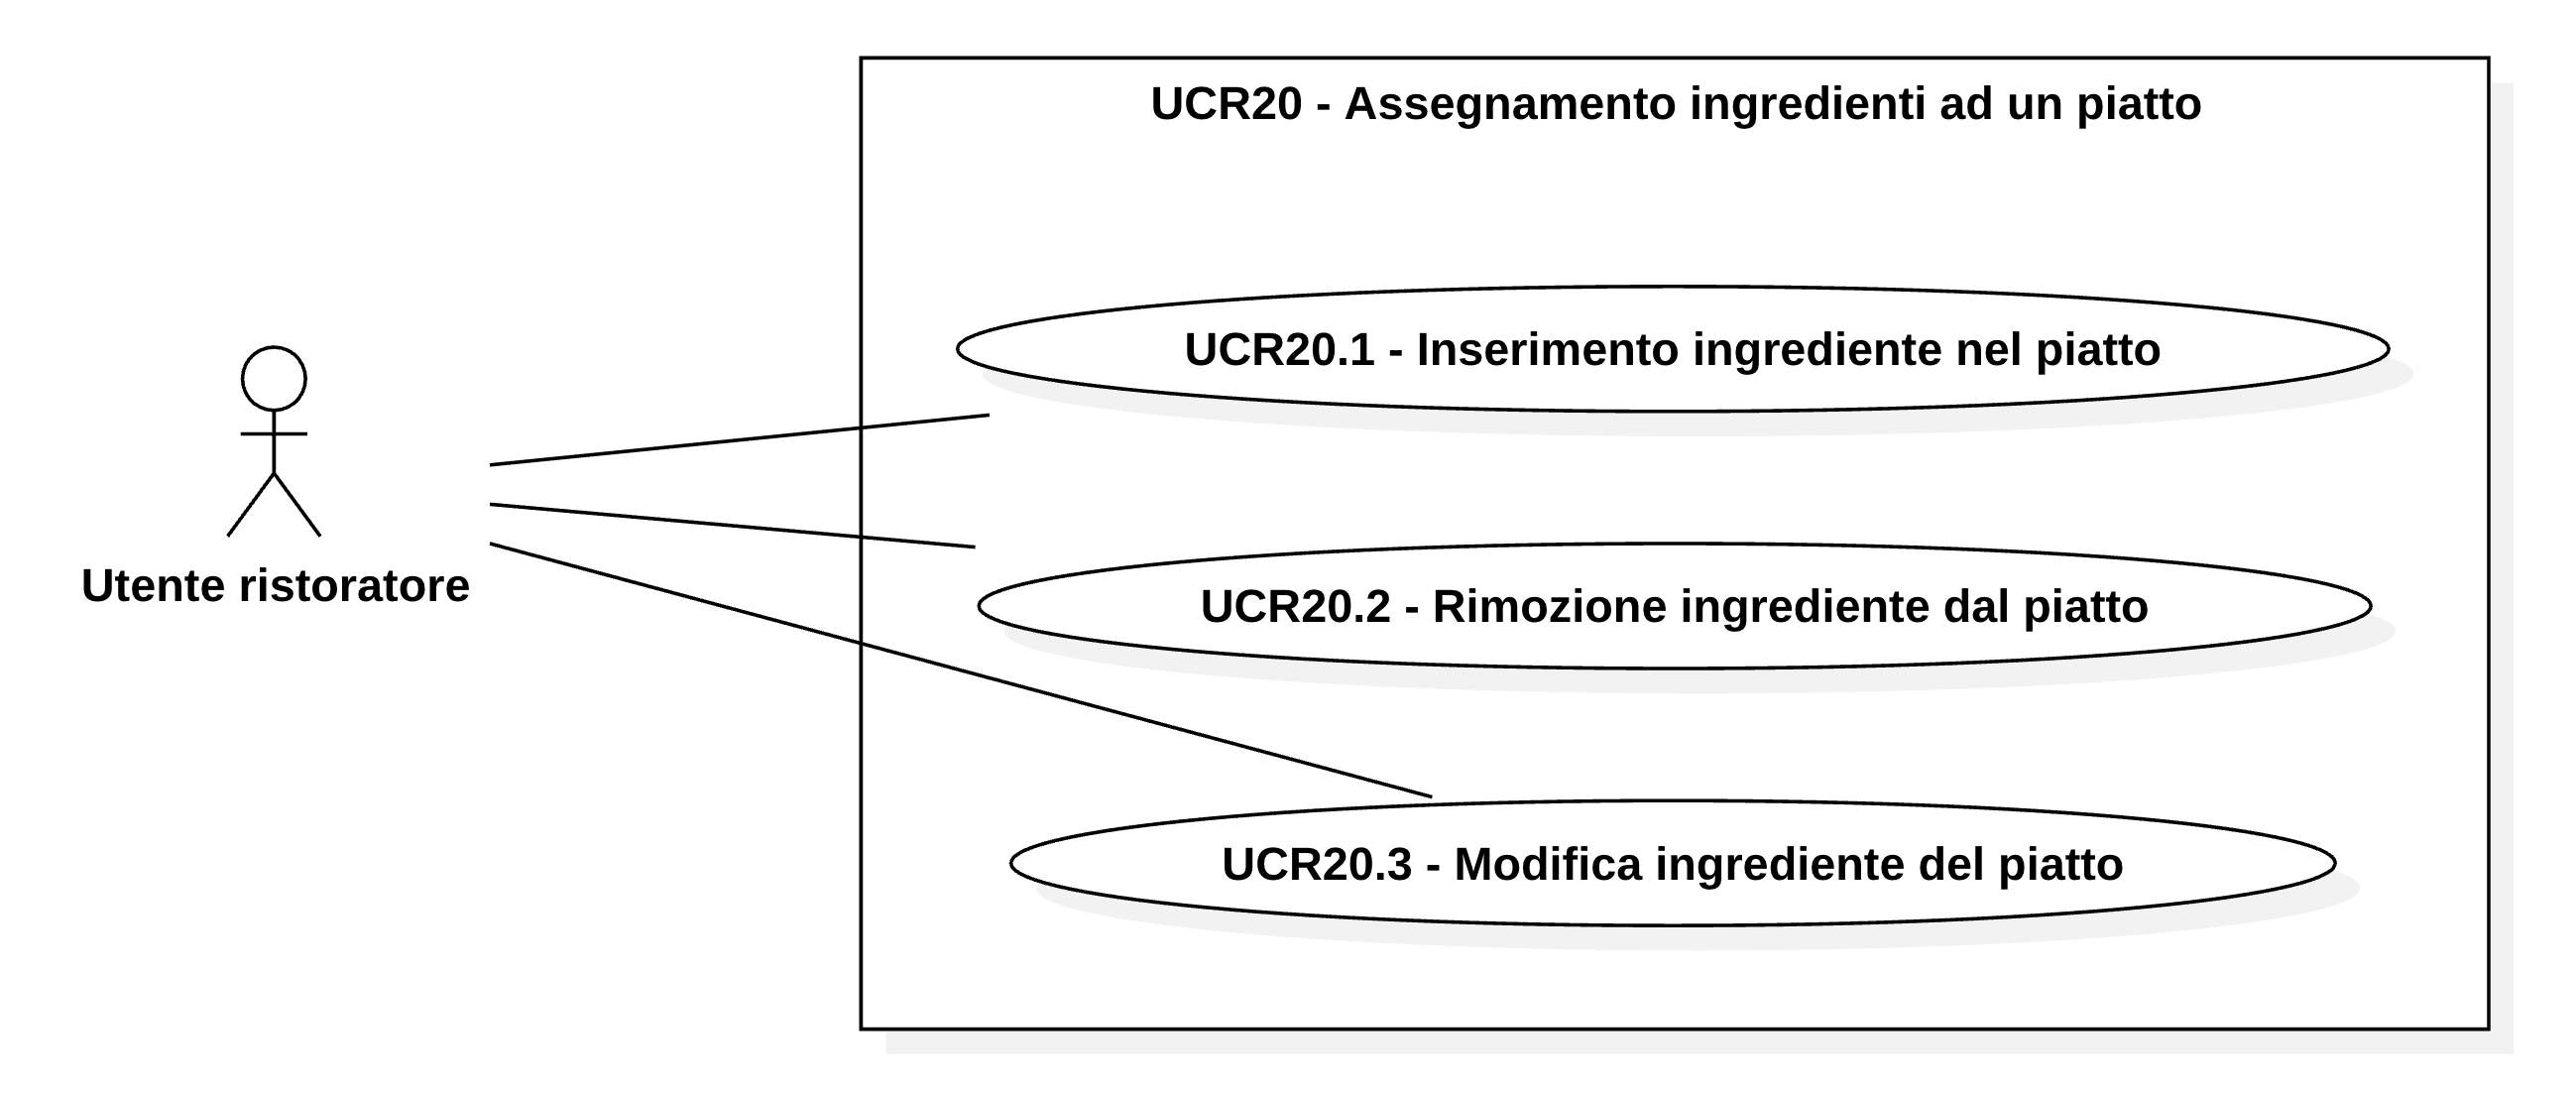 UCR20 - Assegnamento ingredienti ad un piatto
UCR20.1 - Inserimento ingrediente nel piatto
Utente ristoratore
UCR20.2 - Rimozione ingrediente dal piatto
UCR20.3 - Modifica ingrediente del piatto